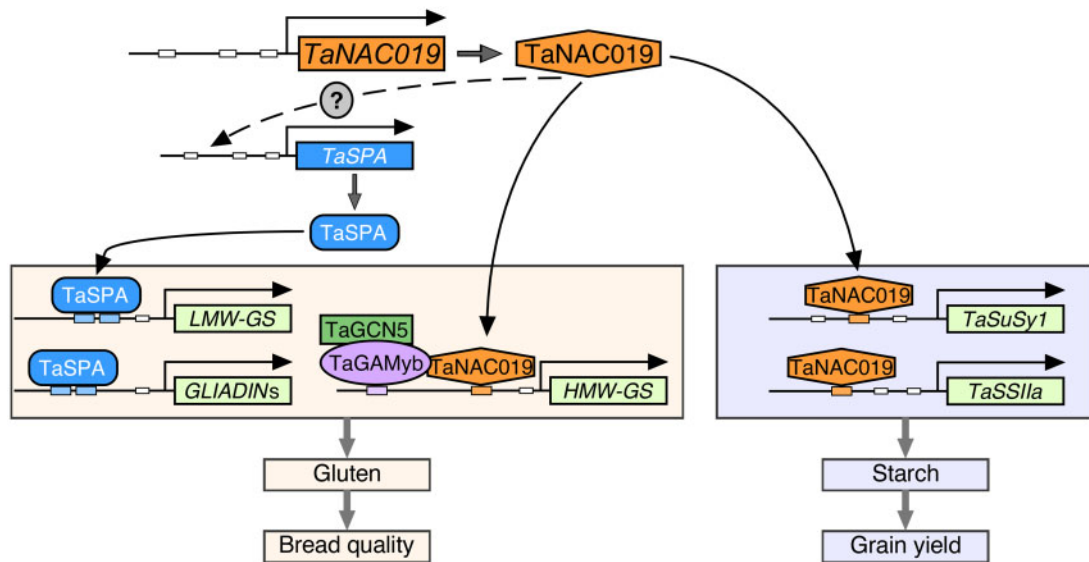 TaNAC019
TaNAC019
?
TaSPA
TaSPA
TaSPA
LMW-GS
TaSPA
GLIADINs
TaGCN5
TaGAMyb
TaNAC019
HMW-GS
TaNAC019
TaSuSy1
TaNAC019
TaSSIIa
Gluten
Bread quality
Starch
Grain yield